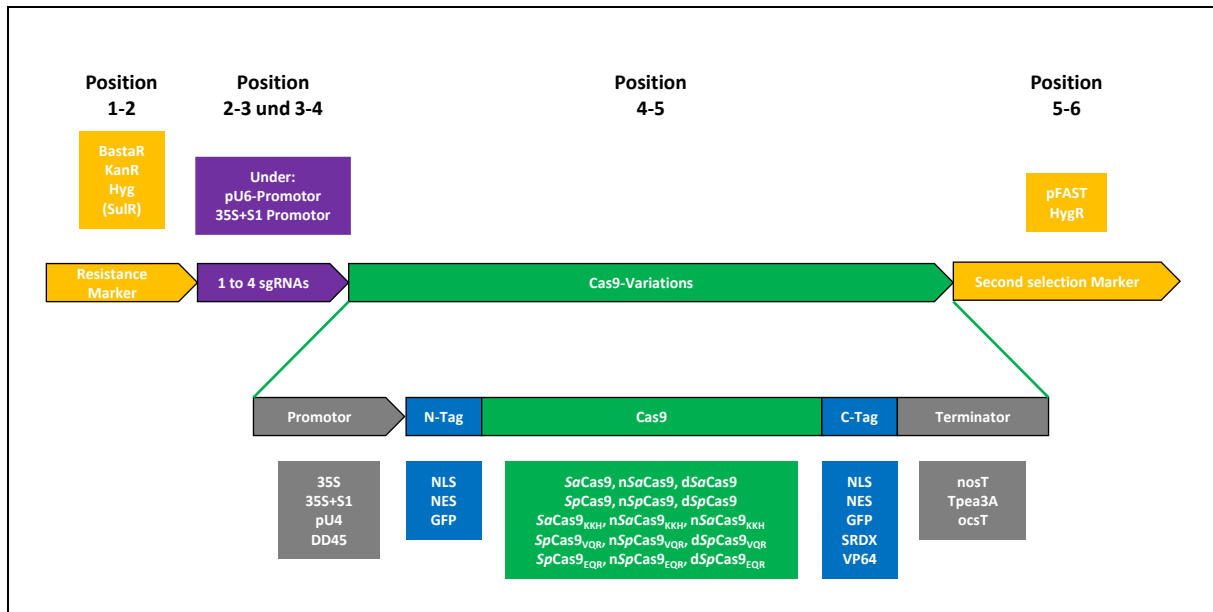 Position
1-2
Position
2-3 und 3-4
Position
4-5
Position
5-6
BastaR
KanR
Hyg
(SulR)
Under:
pU6-Promotor
35S+S1 Promotor
pFAST
HygR
Resistance
Marker
1 to 4 sgRNAs
Cas9-Variations
Second selection Marker
Promotor
N-Tag
Cas9
C-Tag
Terminator
35S
35S+S1
pU4
DD45
NLS
NES
GFP
SaCas9, nSaCas9, dSaCas9
SpCas9, nSpCas9, dSpCas9
SaCas9KKH, nSaCas9KKH, nSaCas9KKH
SpCas9VQR, nSpCas9VQR, dSpCas9VQR
SpCas9EQR, nSpCas9EQR, dSpCas9EQR
NLS
NES
GFP
SRDX
VP64
nosT
Tpea3A
ocsT